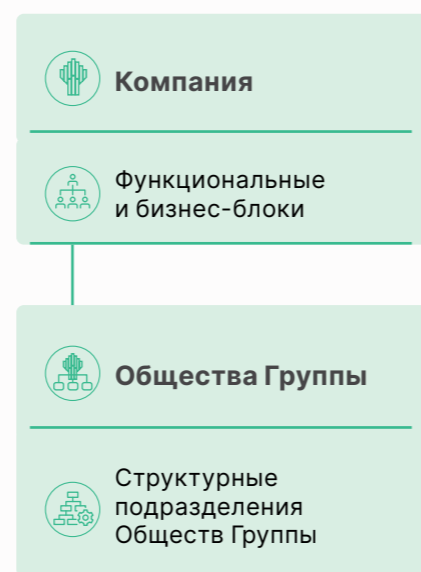 Компания
Функциональные
и бизнес-блоки
Общества Группы
Структурные
подразделения
Обществ Группы